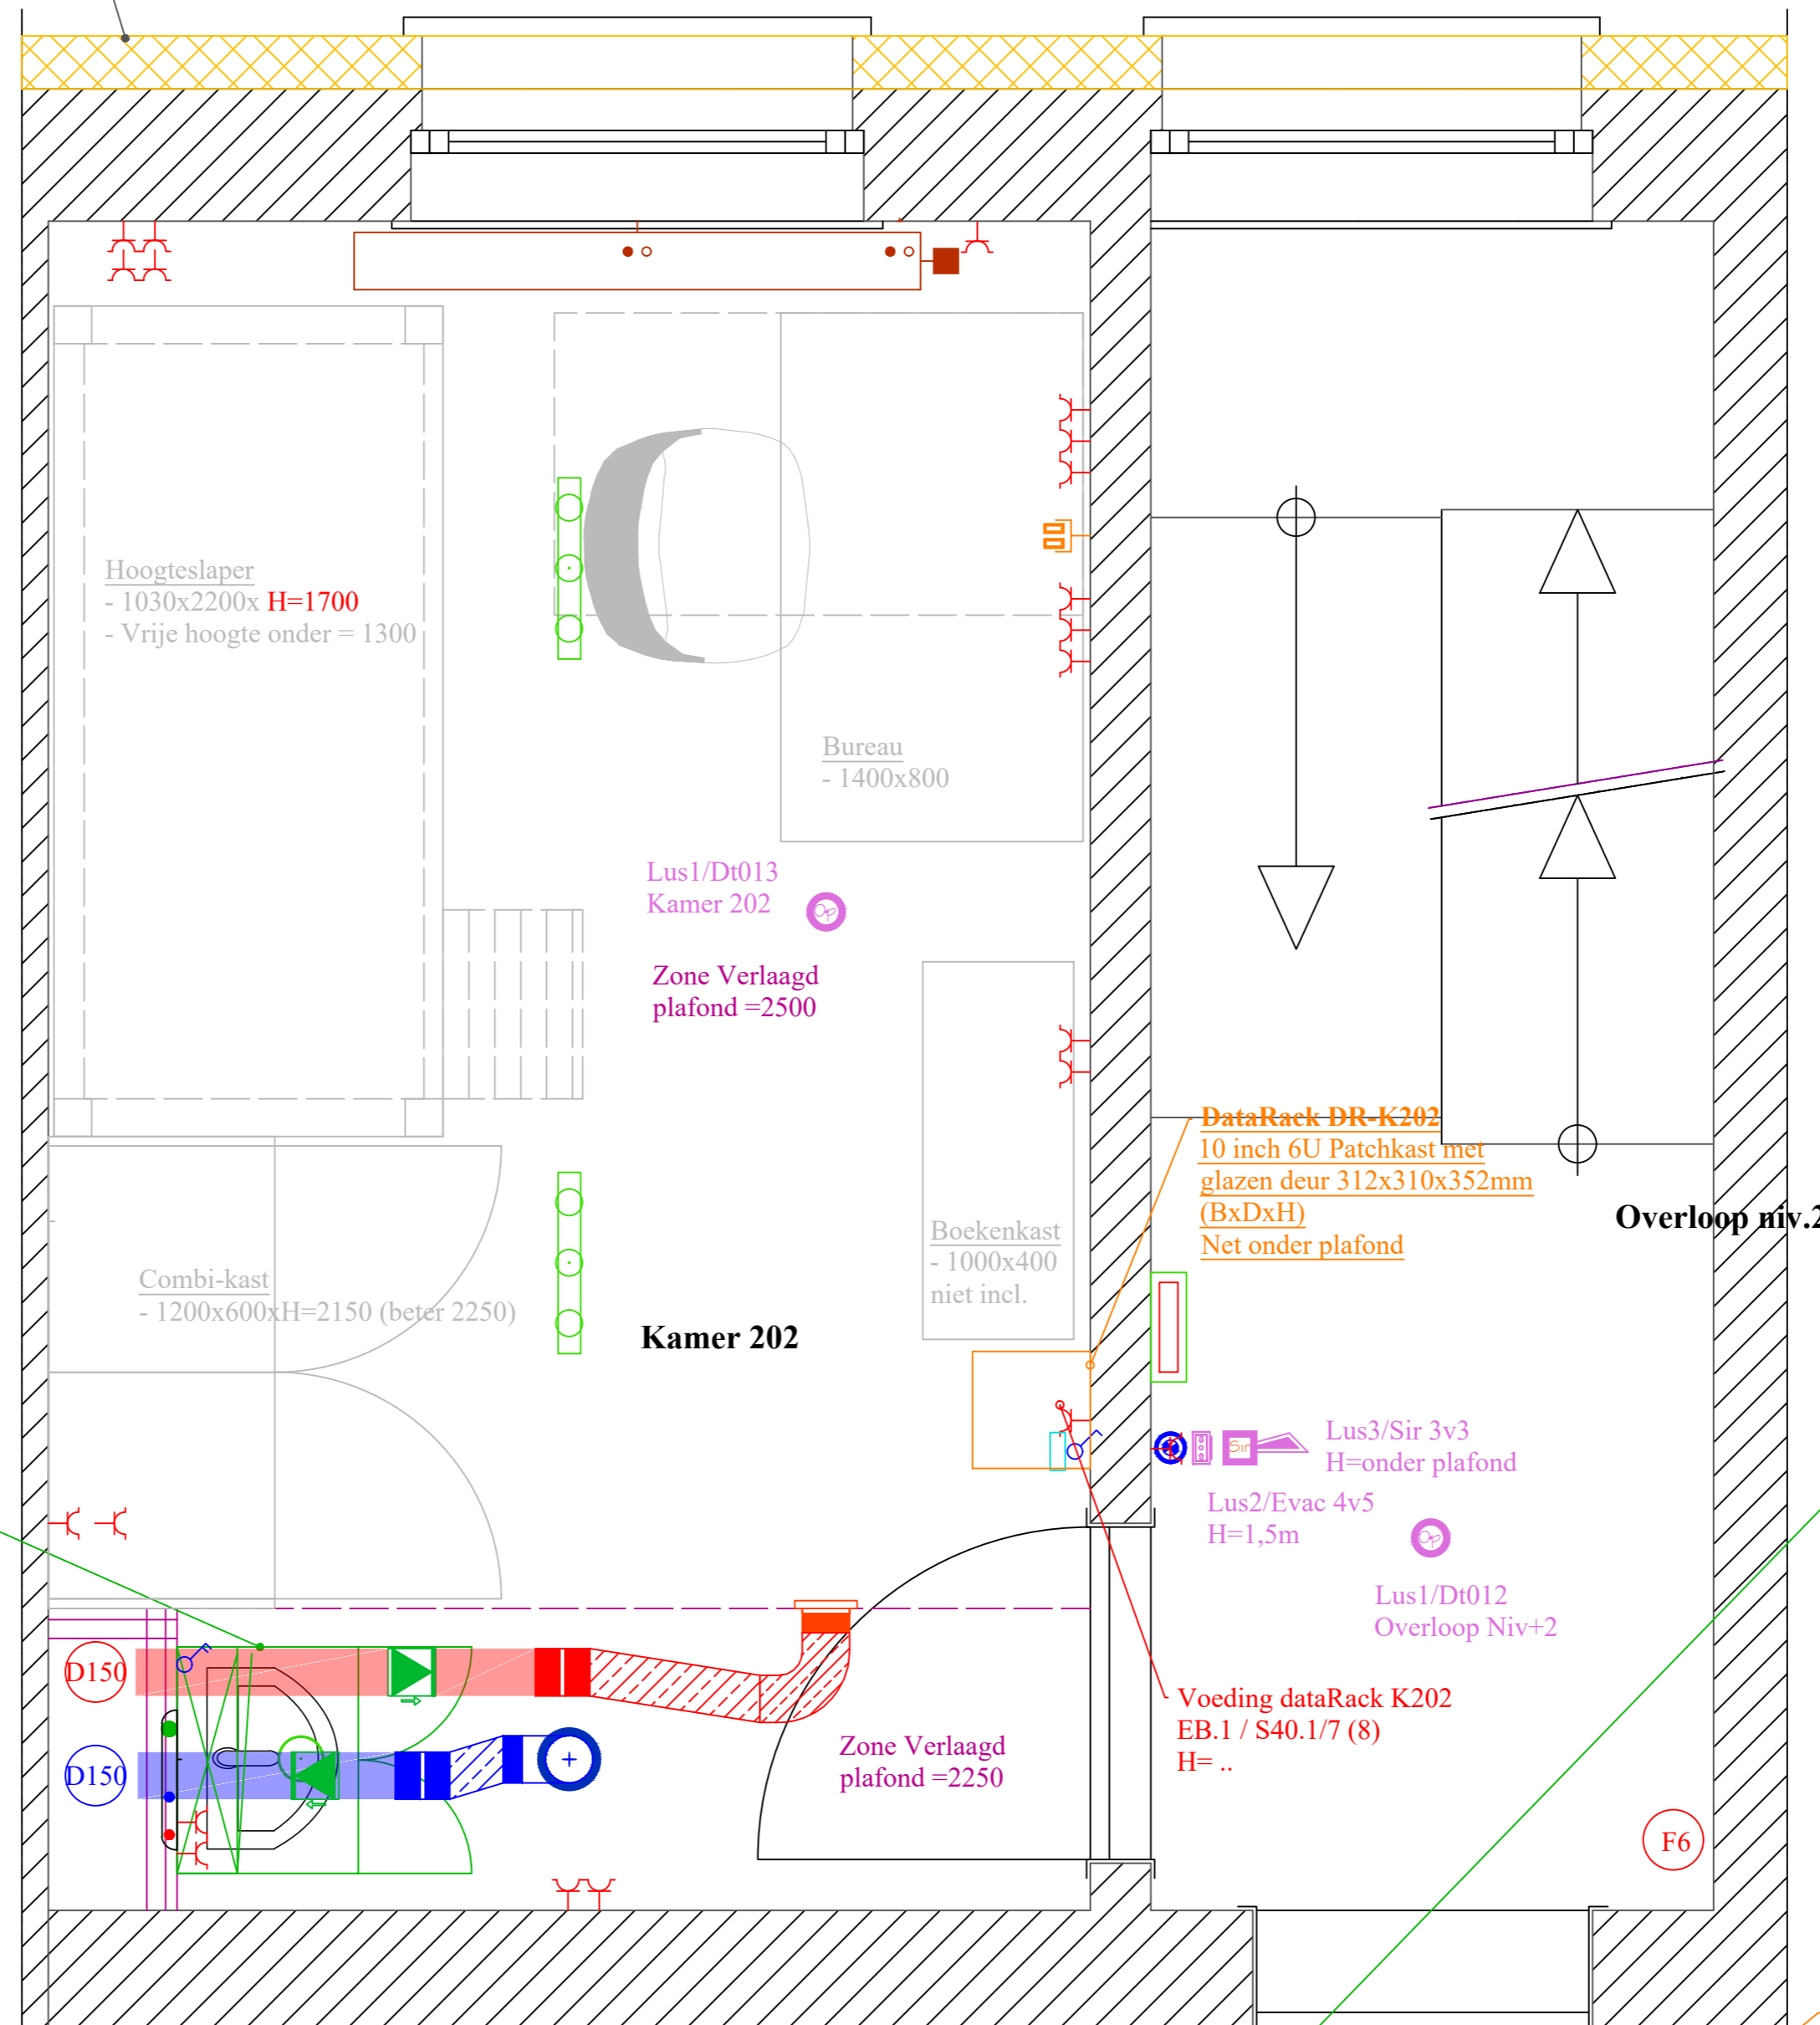 Hoogteslaper
- 1030x2200x H=1700
- Vrije hoogte onder = 1300
Bureau
- 1400x800
Lus1/Dt013
Kamer 202
Zone Verlaagd
plafond =2500
DataRack DR-K202
10 inch 6U Patchkast met
glazen deur 312x310x352mm
(BxDxH)
Net onder plafond
Overloop niv.2
Boekenkast
- 1000x400
niet incl.
Combi-kast
- 1200x600xH=2150 (beter 2250)
Kamer 202
Sir
Lus3/Sir 3v3
H=onder plafond
Lus2/Evac 4v5
H=1,5m
Lus1/Dt012
Overloop Niv+2
D150
D150
Voeding dataRack K202
EB.1 / S40.1/7 (8)
H= ..
Zone Verlaagd
plafond =2250
F6